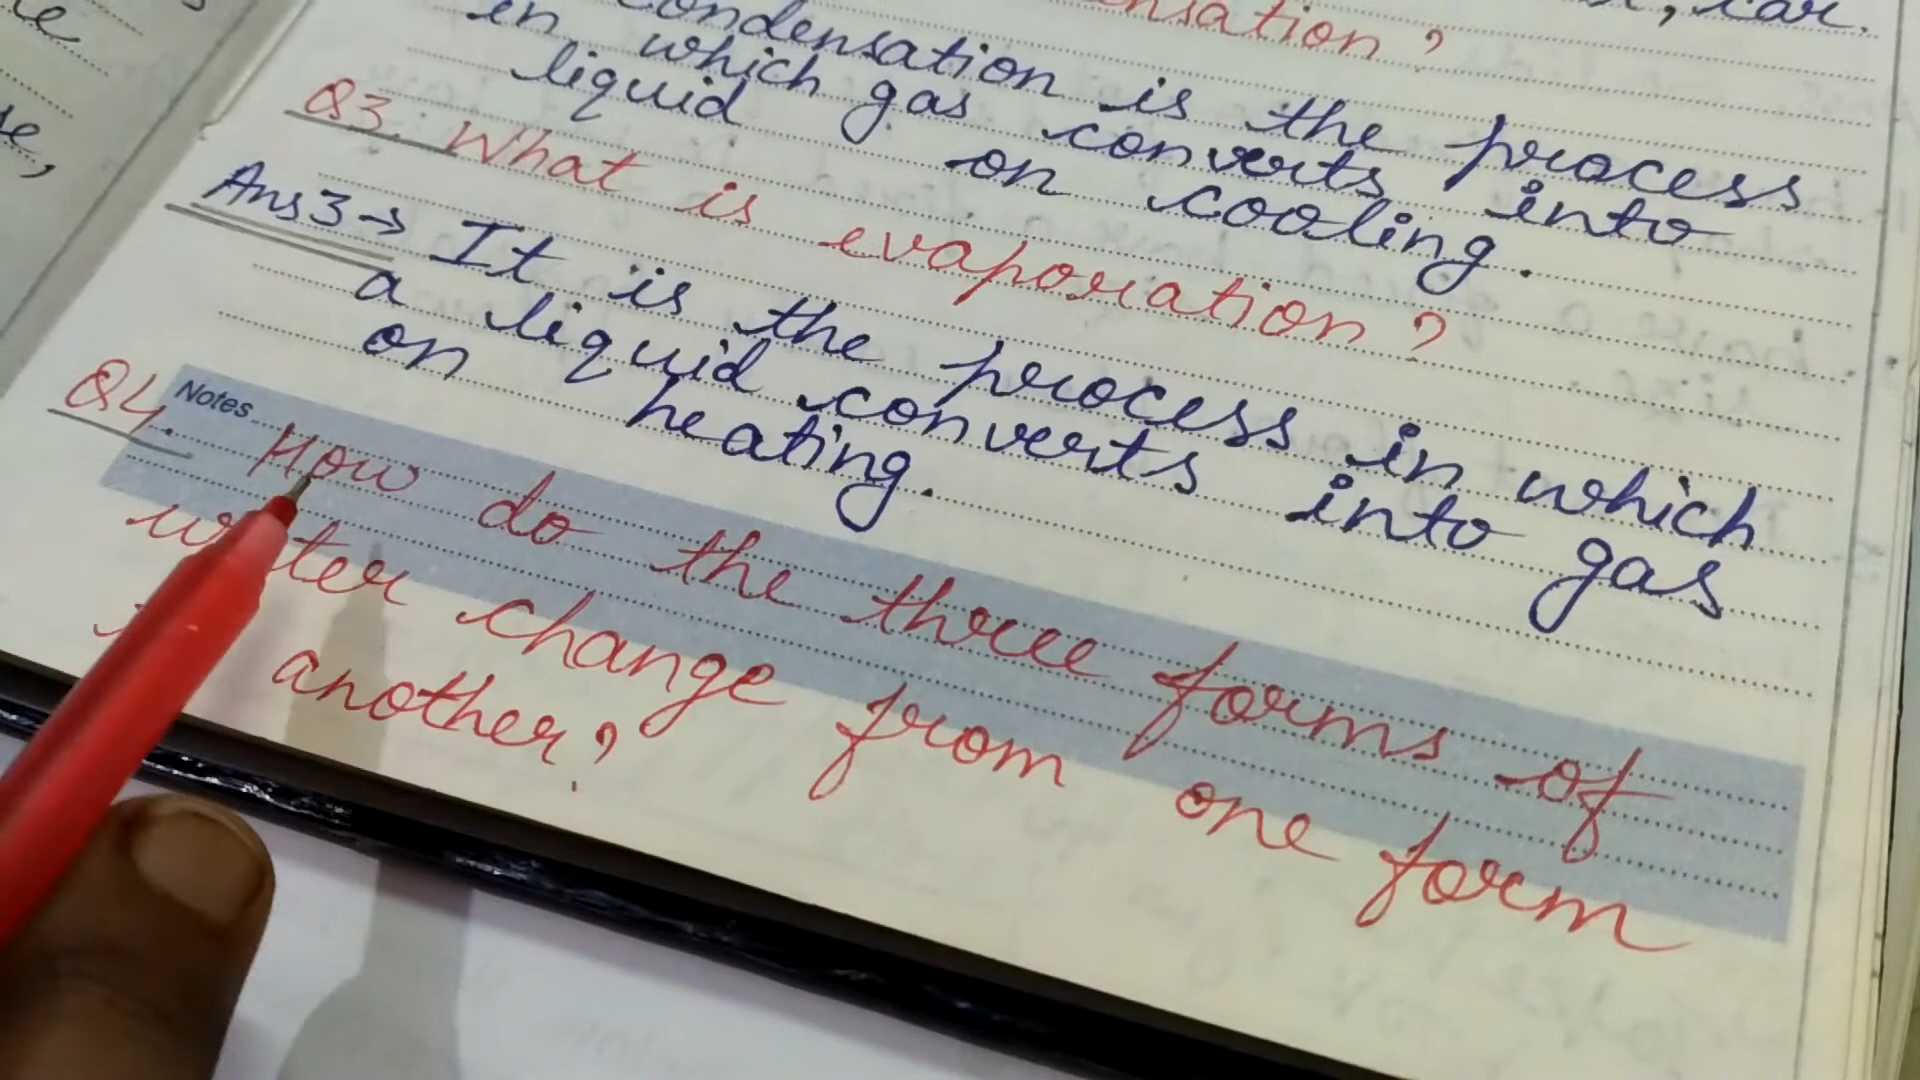 ensation?
Condensation is the process
in which gas converts into
liquid on cooling.
Q3. What is evaporation?
Ans3→ It is the process in which
a liquid converts into gas
on heating.
Notes
Q4. How do the three forms of
water change from one form
another?